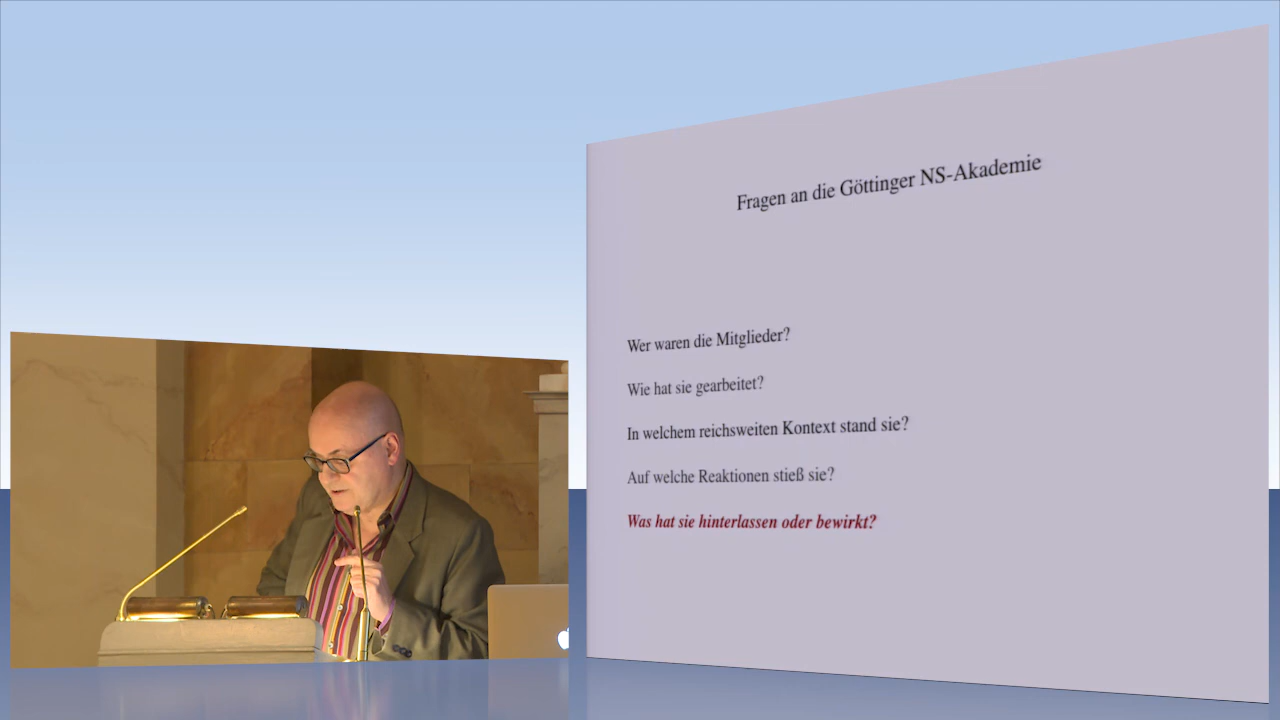 Fragen an die Göttinger NS-Akademie
Wer waren die Mitglieder?
Wie hat sie gearbeitet?
In welchem reichsweiten Kontext stand sie?
Auf welche Reaktionen stieß sie?
Was hat sie hinterlassen oder bewirkt?